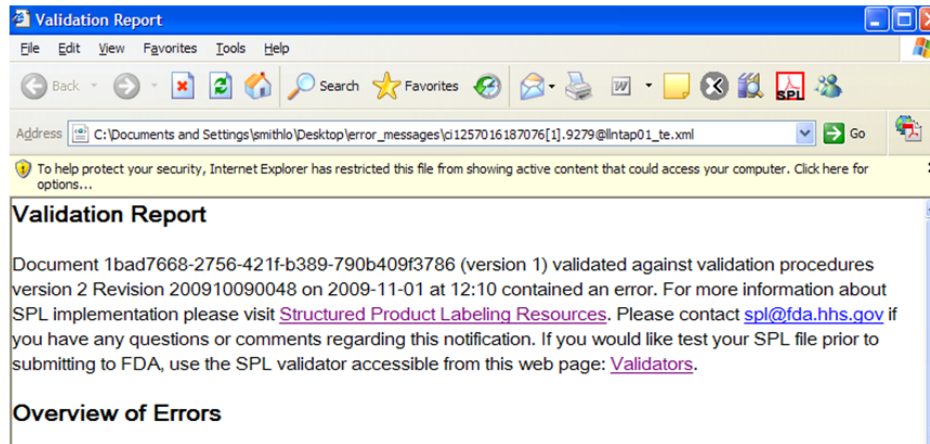 Validation Report
File Edit View Favorites Tools Help
Back Search Favorites SPL
Address C:\Documents and Settings\smithlo\Desktop\error_messages\ci1257016187076[1].9279@llntap01_te.xml Go
To help protect your security, Internet Explorer has restricted this file from showing active content that could access your computer. Click here for
options...
Validation Report
Document 1bad7668-2756-421f-b389-790b409f3786 (version 1) validated against validation procedures
version 2 Revision 200910090048 on 2009-11-01 at 12:10 contained an error. For more information about
SPL implementation please visit Structured Product Labeling Resources. Please contact spl@fda.hhs.gov if
you have any questions or comments regarding this notification. If you would like test your SPL file prior to
submitting to FDA, use the SPL validator accessible from this web page: Validators.
Overview of Errors